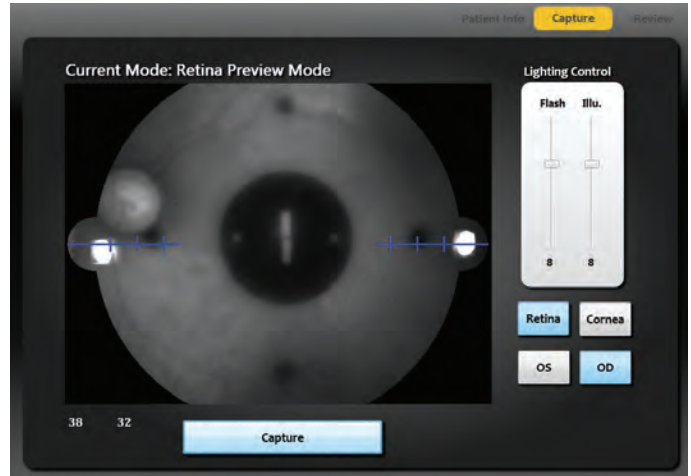 Patient Info Capture Review
Current Mode: Retina Preview Mode
Lighting Control
Flash Illu.
8 8
Retina Cornea
OS OD
38 32
Capture